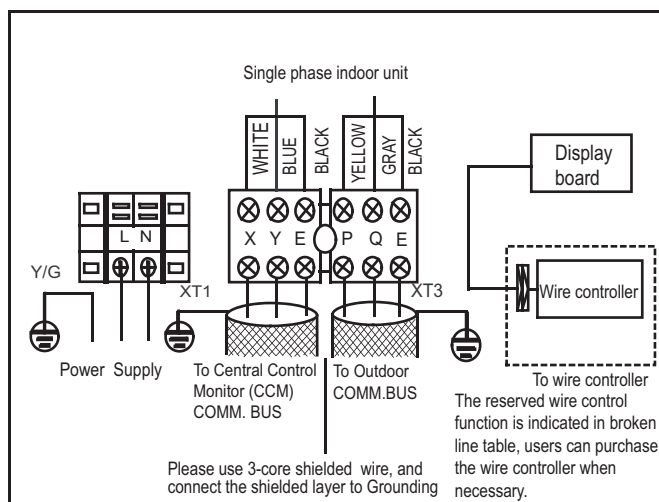 Single phase indoor unit
WHITE
BLUE
BLACK
YELLOW
GRAY
BLACK
Display
board
L N
X Y E P Q E
Y/G
XT1
XT3
Wire controller
Power Supply
To Central Control
Monitor (CCM)
COMM. BUS
To Outdoor
COMM.BUS
To wire controller
The reserved wire control
function is indicated in broken
line table, users can purchase
the wire controller when
necessary.
Please use 3-core shielded wire, and
connect the shielded layer to Grounding